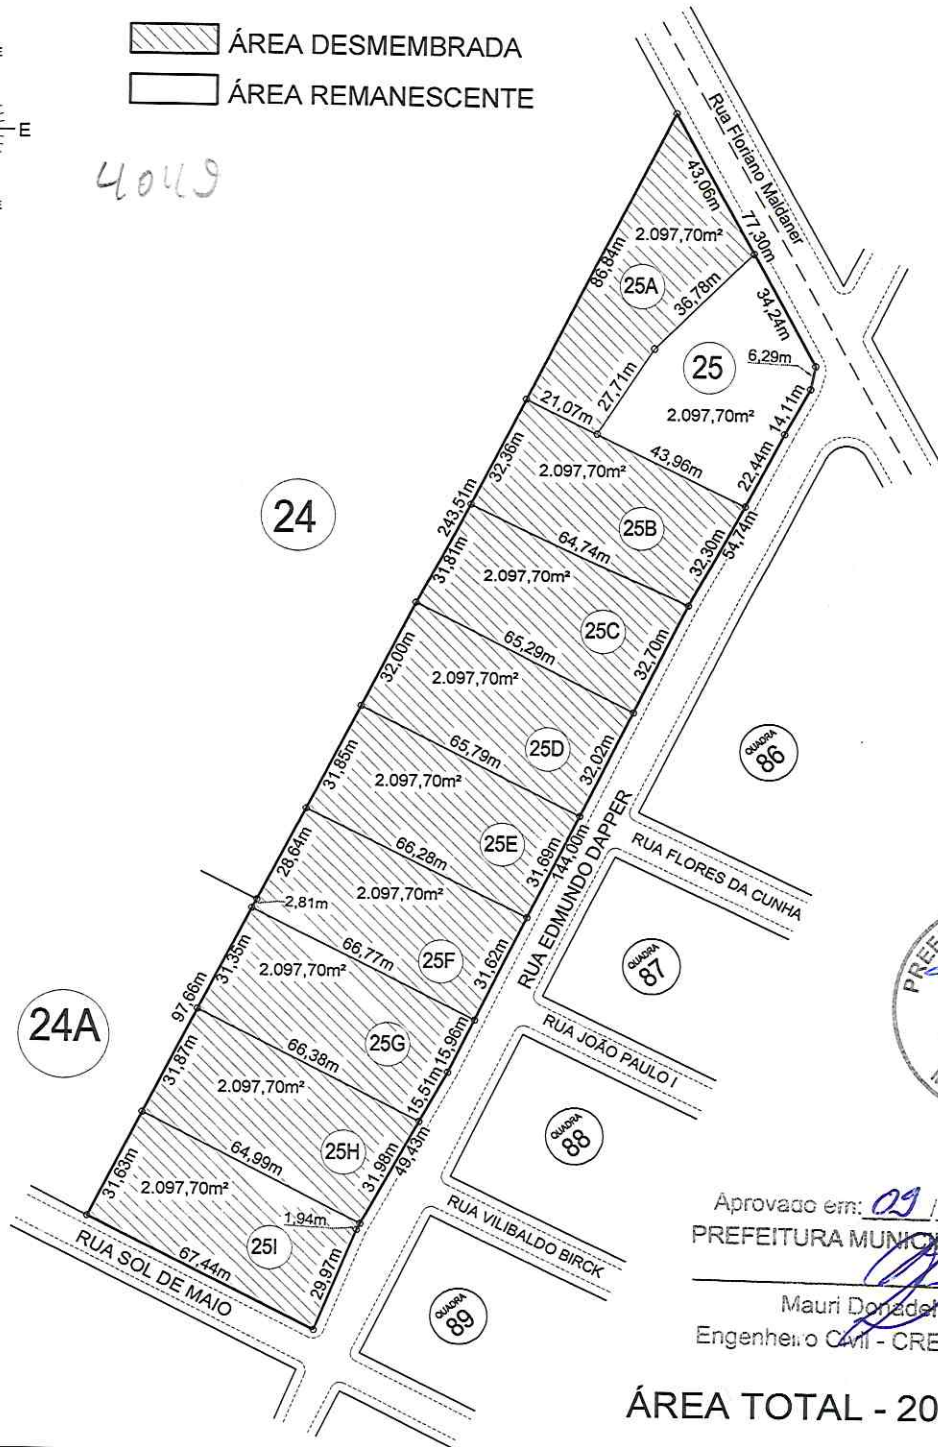 ÁREA DESMEMBRADA
ÁREA REMANESCENTE
E
4049
Rua Floriano Maldaner
43,06m
77,30m
2.097,70m²
86,84m
25A
36,78m
34,24m
6,29m
25
27,71m
14,11m
2.097,70m²
21,07m
22,44m
43,96m
32,36m
2.097,70m²
24
243,51m
25B
54,74m
32,30m
64,74m
31,81m
2.097,70m²
25C
32,70m
65,29m
32,00m
2.097,70m²
25D
32,02m
65,79m
QUADRA
86
31,85m
2.097,70m²
25E
31,69m
144,00m
RUA EDMUNDO DAPPER
66,28m
RUA FLORES DA CUNHA
28,64m
2.097,70m²
2,81m
25F
31,62m
66,77m
QUADRA
87
31,35m
2.097,70m²
97,66m
24A
25G
15,96m
RUA JOÃO PAULO I
66,38m
15,51m
31,87m
2.097,70m²
25H
31,98m
49,43m
QUADRA
88
64,99m
31,63m
2.097,70m²
1,94m
25I
29,97m
RUA VILIBALDO BIRCK
67,44m
RUA SOL DE MAIO
QUADRA
89
PREF
Aprovado em: 09 /
PREFEITURA MUNICI
Mauri Donadel
Engenheiro Civil - CRE
ÁREA TOTAL - 20